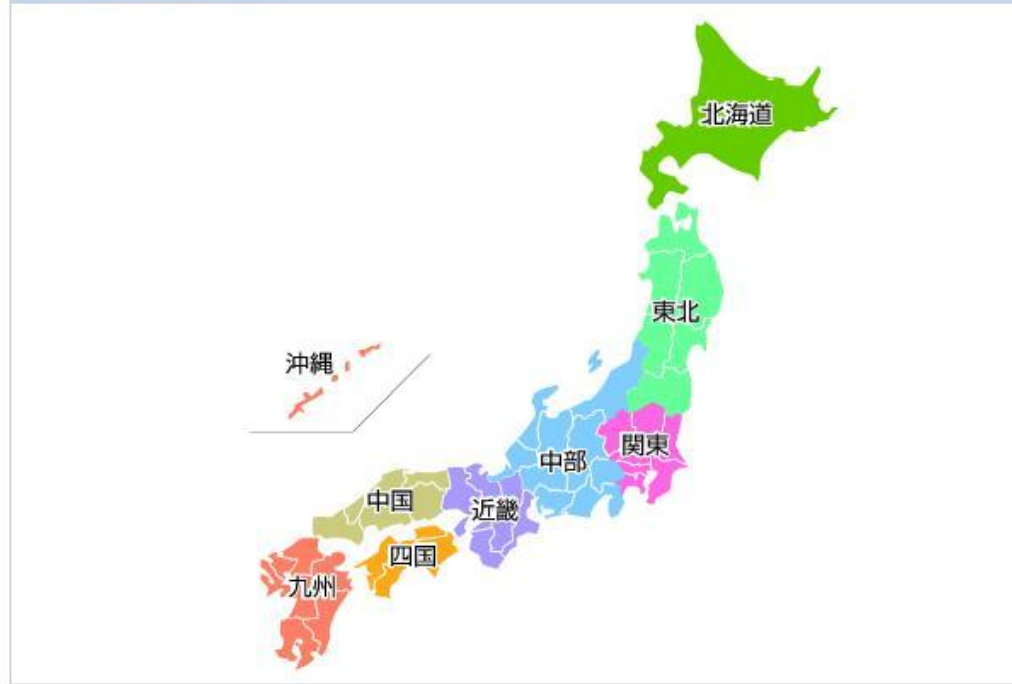 北海道
東北
沖縄
関東
中部
中国
近畿
四国
九州